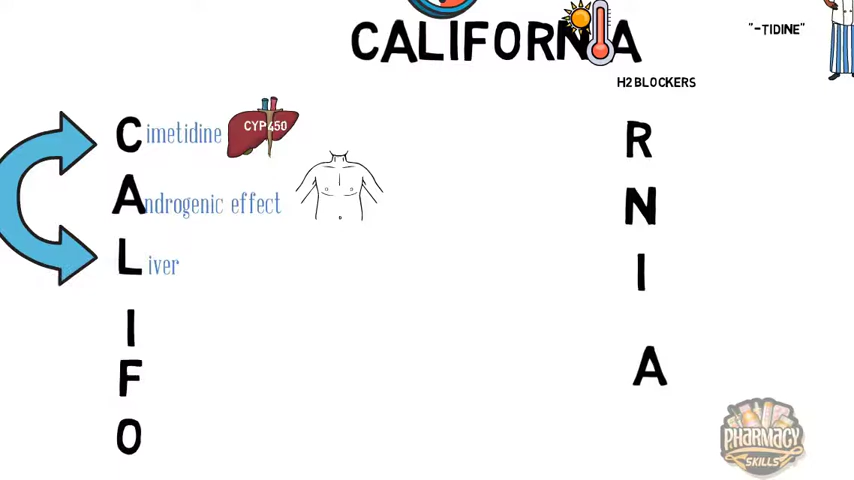 CALIFORNIA
"-TIDINE"
H2 BLOCKERS
Cimetidine
CYP450
Androgenic effect
Liver
I
F
O
R
N
I
A
PHARMACY
SKILLS